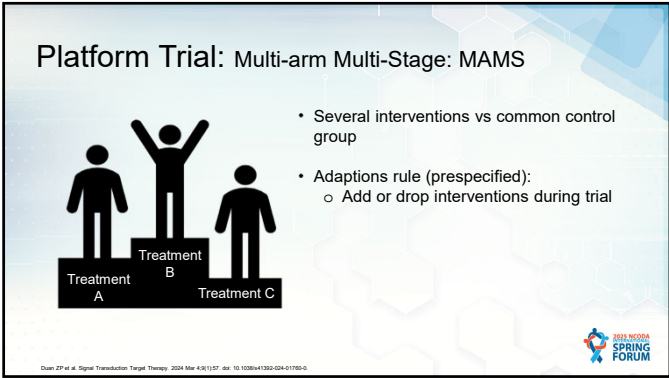 Platform Trial: Multi-arm Multi-Stage: MAMS
• Several interventions vs common control
group
• Adaptions rule (prespecified):
o Add or drop interventions during trial
Treatment
A
Treatment
B
Treatment C
2025 NCODA
INTERNATIONAL
SPRING
FORUM
Duan ZP et al. Signal Transduction Target Therapy. 2024 Mar 4;9(1):57. doi: 10.1038/s41392-024-01760-0.